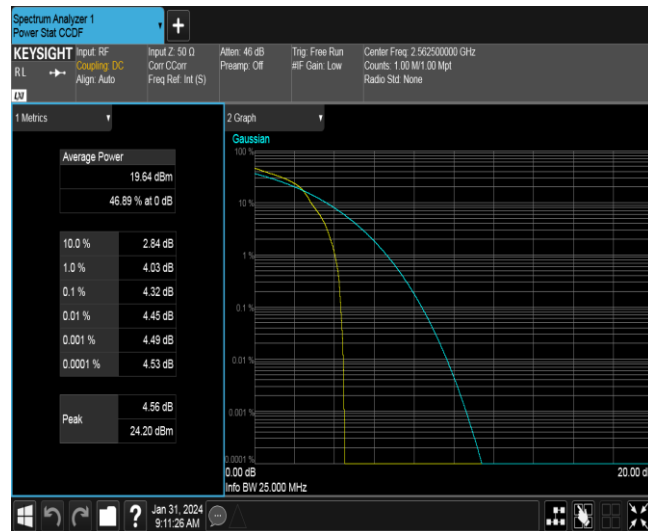 Spectrum Analyzer 1
Power Stat CCDF
+
KEYSIGHT
RL
LXI
Input: RF
Coupling: DC
Align: Auto
Input Z: 50 Ω
Corr CCorr
Freq Ref: Int (S)
Atten: 46 dB
Preamp: Off
Trig: Free Run
#IF Gain: Low
Center Freq: 2.562500000 GHz
Counts: 1.00 M/1.00 Mpt
Radio Std: None
1 Metrics
Average Power
19.64 dBm
46.89 % at 0 dB
10.0 % 2.84 dB
1.0 % 4.03 dB
0.1 % 4.32 dB
0.01 % 4.45 dB
0.001 % 4.49 dB
0.0001 % 4.53 dB
Peak
4.56 dB
24.20 dBm
2 Graph
Gaussian
100 %
10 %
1 %
0.1 %
0.01 %
0.001 %
0.0001 %
0.00 dB
20.00 d
Info BW 25.000 MHz
?
Jan 31, 2024
9:11:26 AM